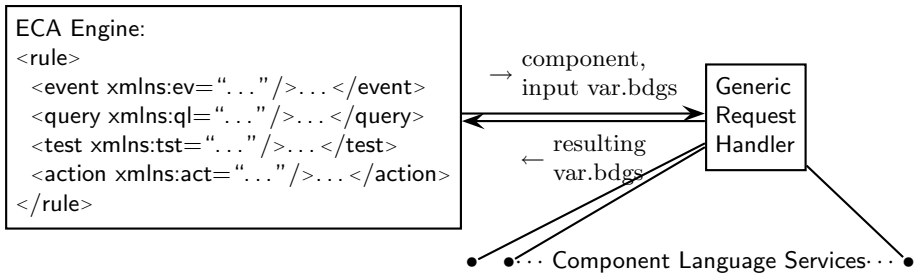 ECA Engine:
<rule>
<event xmlns:ev=“...”/>...</event>
<query xmlns:ql=“...”/>...</query>
<test xmlns:tst=“...”/>...</test>
<action xmlns:act=“...”/>...</action>
</rule>
→ component,
input var.bdgs
← resulting
var.bdgs
Generic
Request
Handler
··· Component Language Services ···